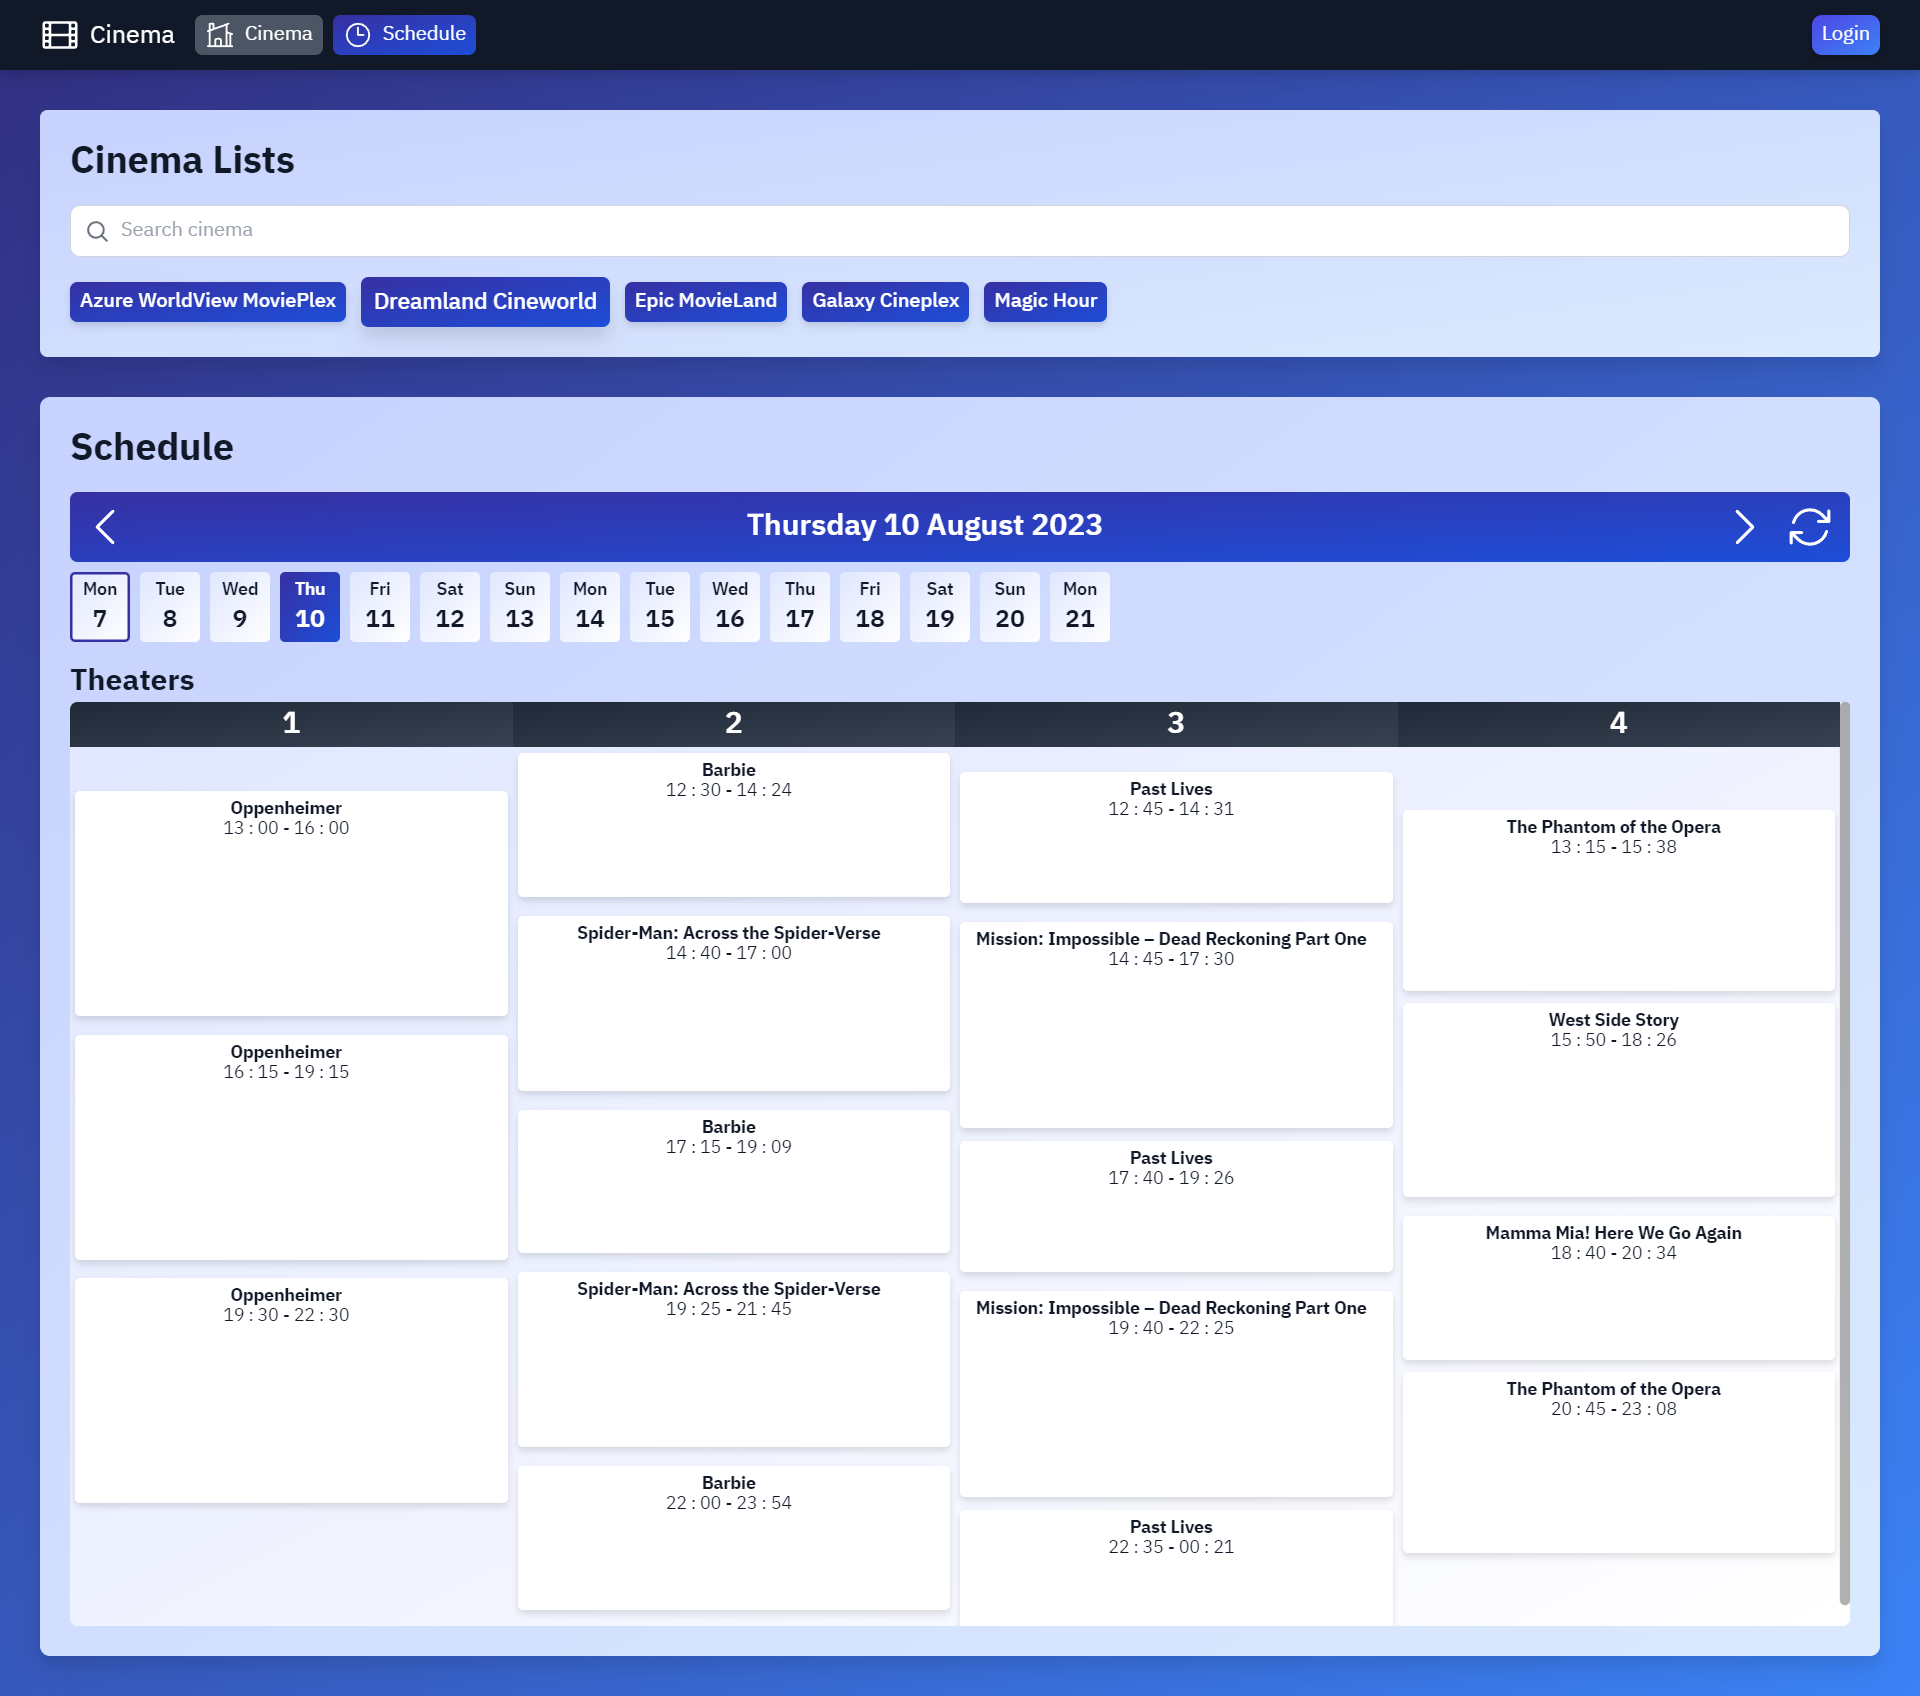 Cinema
Cinema
Schedule
Login
Cinema Lists
Search cinema
Azure WorldView MoviePlex
Dreamland Cineworld
Epic MovieLand
Galaxy Cineplex
Magic Hour
Schedule
Thursday 10 August 2023
Mon Tue Wed Thu Fri Sat Sun Mon Tue Wed Thu Fri Sat Sun Mon
7 8 9 10 11 12 13 14 15 16 17 18 19 20 21
Theaters
1
Oppenheimer
13 : 00 - 16 : 00
Oppenheimer
16 : 15 - 19 : 15
Oppenheimer
19 : 30 - 22 : 30
2
Barbie
12 : 30 - 14 : 24
Spider-Man: Across the Spider-Verse
14 : 40 - 17 : 00
Barbie
17 : 15 - 19 : 09
Spider-Man: Across the Spider-Verse
19 : 25 - 21 : 45
Barbie
22 : 00 - 23 : 54
3
Past Lives
12 : 45 - 14 : 31
Mission: Impossible – Dead Reckoning Part One
14 : 45 - 17 : 30
Past Lives
17 : 40 - 19 : 26
Mission: Impossible – Dead Reckoning Part One
19 : 40 - 22 : 25
Past Lives
22 : 35 - 00 : 21
4
The Phantom of the Opera
13 : 15 - 15 : 38
West Side Story
15 : 50 - 18 : 26
Mamma Mia! Here We Go Again
18 : 40 - 20 : 34
The Phantom of the Opera
20 : 45 - 23 : 08